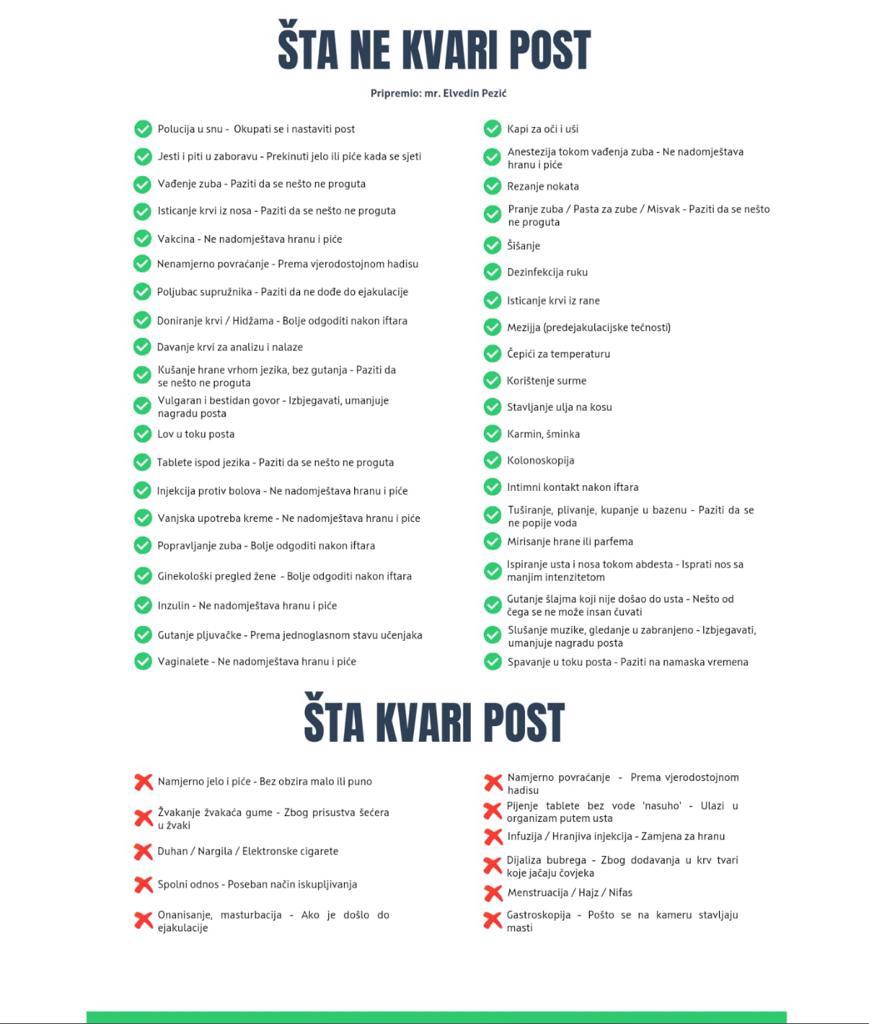 ŠTA NE KVARI POST
Pripremio: mr. Elvedin Pezić
Polucija u snu - Okupati se i nastaviti post
Jesti i piti u zaboravu - Prekinuti jelo ili piće kada se sjeti
Vađenje zuba - Paziti da se nešto ne proguta
Isticanje krvi iz nosa - Paziti da se nešto ne proguta
Vakcina - Ne nadomještava hranu i piće
Nenamjerno povraćanje - Prema vjerodostojnom hadisu
Poljubac supružnika - Paziti da ne dođe do ejakulacije
Doniranje krvi / Hidžama - Bolje odgoditi nakon iftara
Davanje krvi za analizu i nalaze
Kušanje hrane vrhom jezika, bez gutanja - Paziti da
se nešto ne proguta
Vulgaran i bestidan govor - Izbjegavati, umanjuje
nagradu posta
Lov u toku posta
Tablete ispod jezika - Paziti da se nešto ne proguta
Injekcija protiv bolova - Ne nadomještava hranu i piće
Vanjska upotreba kreme - Ne nadomještava hranu i piće
Popravljanje zuba - Bolje odgoditi nakon iftara
Ginekološki pregled žene - Bolje odgoditi nakon iftara
Inzulin - Ne nadomještava hranu i piće
Gutanje pljuvačke - Prema jednoglasnom stavu učenjaka
Vaginalete - Ne nadomještava hranu i piće
Kapi za oči i uši
Anestezija tokom vađenja zuba - Ne nadomještava
hranu i piće
Rezanje nokata
Pranje zuba / Pasta za zube / Misvak - Paziti da se nešto
ne proguta
Šišanje
Dezinfekcija ruku
Isticanje krvi iz rane
Mezijja (predejakulacijske tečnosti)
Čepići za temperaturu
Korištenje surme
Stavljanje ulja na kosu
Karmin, šminka
Kolonoskopija
Intimni kontakt nakon iftara
Tuširanje, plivanje, kupanje u bazenu - Paziti da se
ne popije voda
Mirisanje hrane ili parfema
Ispiranje usta i nosa tokom abdesta - Isprati nos sa
manjim intenzitetom
Gutanje šlajma koji nije došao do usta - Nešto od
čega se ne može insan čuvati
Slušanje muzike, gledanje u zabranjeno - Izbjegavati,
umanjuje nagradu posta
Spavanje u toku posta - Paziti na namaska vremena
ŠTA KVARI POST
Namjerno jelo i piće - Bez obzira malo ili puno
Žvakanje žvakaća gume - Zbog prisustva šećera
u žvaki
Duhan / Nargila / Elektronske cigarete
Spolni odnos - Poseban način iskupljivanja
Onanisanje, masturbacija - Ako je došlo do
ejakulacije
Namjerno povraćanje - Prema vjerodostojnom
hadisu
Pijenje tablete bez vode 'nasuho' - Ulazi u
organizam putem usta
Infuzija / Hranjiva injekcija - Zamjena za hranu
Dijaliza bubrega - Zbog dodavanja u krv tvari
koje jačaju čovjeka
Menstruacija / Hajz / Nifas
Gastroskopija - Pošto se na kameru stavljaju
masti